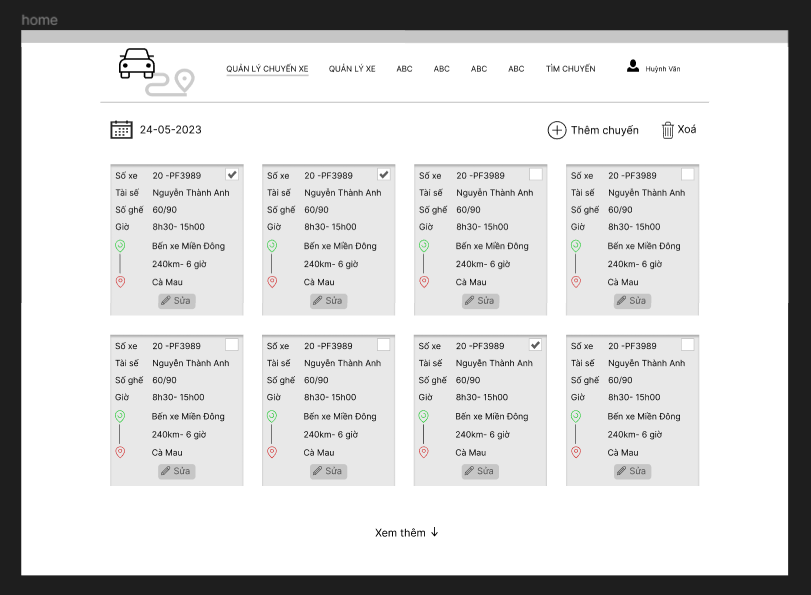 home
QUẢN LÝ CHUYẾN XE QUẢN LÝ XE ABC ABC ABC ABC TÌM CHUYẾN Huỳnh Văn
24-05-2023 Thêm chuyến Xoá
Số xe 20 -PF3989 Số xe 20 -PF3989 Số xe 20 -PF3989 Số xe 20 -PF3989
Tài sế Nguyễn Thành Anh Tài sế Nguyễn Thành Anh Tài sế Nguyễn Thành Anh Tài sế Nguyễn Thành Anh
Số ghế 60/90 Số ghế 60/90 Số ghế 60/90 Số ghế 60/90
Giờ 8h30- 15h00 Giờ 8h30- 15h00 Giờ 8h30- 15h00 Giờ 8h30- 15h00
Bến xe Miền Đông Bến xe Miền Đông Bến xe Miền Đông Bến xe Miền Đông
240km- 6 giờ 240km- 6 giờ 240km- 6 giờ 240km- 6 giờ
Cà Mau Cà Mau Cà Mau Cà Mau
Sửa Sửa Sửa Sửa
Số xe 20 -PF3989 Số xe 20 -PF3989 Số xe 20 -PF3989 Số xe 20 -PF3989
Tài sế Nguyễn Thành Anh Tài sế Nguyễn Thành Anh Tài sế Nguyễn Thành Anh Tài sế Nguyễn Thành Anh
Số ghế 60/90 Số ghế 60/90 Số ghế 60/90 Số ghế 60/90
Giờ 8h30- 15h00 Giờ 8h30- 15h00 Giờ 8h30- 15h00 Giờ 8h30- 15h00
Bến xe Miền Đông Bến xe Miền Đông Bến xe Miền Đông Bến xe Miền Đông
240km- 6 giờ 240km- 6 giờ 240km- 6 giờ 240km- 6 giờ
Cà Mau Cà Mau Cà Mau Cà Mau
Sửa Sửa Sửa Sửa
Xem thêm ↓